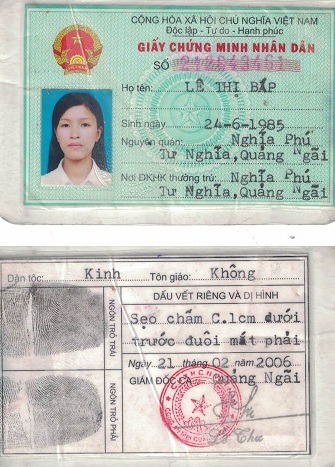 CỘNG HÒA XÃ HỘI CHỦ NGHĨA VIỆT NAM
Độc lập - Tự do - Hạnh phúc
GIẤY CHỨNG MINH NHÂN DÂN
SỐ
Họ tên: LÊ THỊ BẮP
Sinh ngày 24-6-1985
Nguyên quán: Nghĩa Phú
Tư Nghĩa, Quảng Ngãi
Nơi ĐKHK thường trú: Nghĩa Phú
Tư Nghĩa, Quảng Ngãi
Dân tộc: Kinh Tôn giáo: Không
NGÓN TRỎ TRÁI
NGÓN TRỎ PHẢI
DẤU VẾT RIÊNG VÀ DỊ HÌNH
Sẹo chấm C.1cm dưới
trước đuôi mắt phải
Ngày 21 tháng 02 năm 2006
GIÁM ĐỐC CA Quảng Ngãi